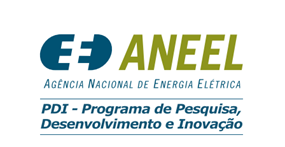 ANEEL
AGÊNCIA NACIONAL DE ENERGIA ELÉTRICA
PDI - Programa de Pesquisa,
Desenvolvimento e Inovação